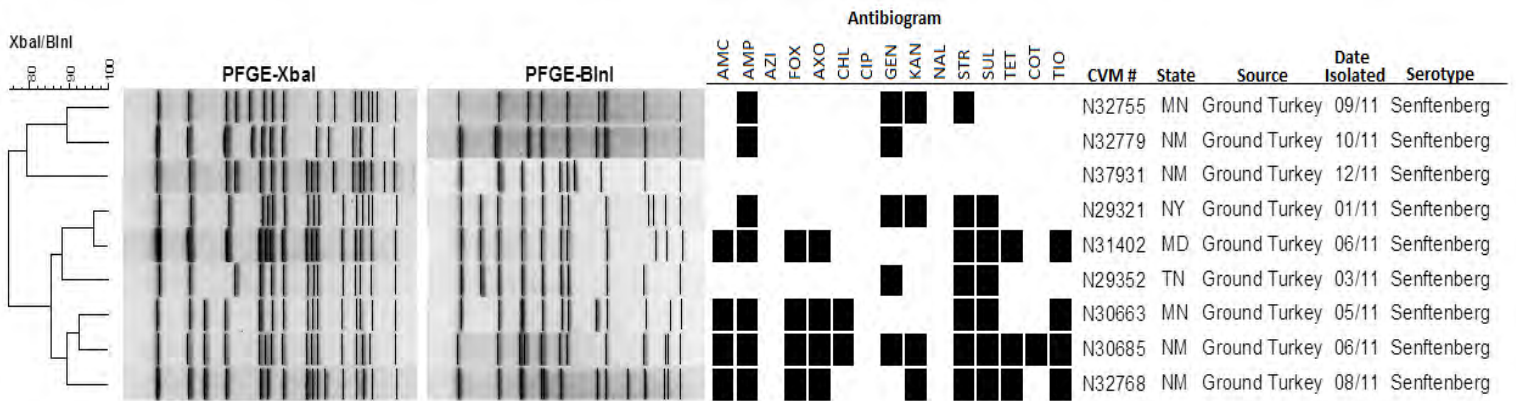 Antibiogram
XbaI/BlnI
80 90 100
PFGE-XbaI PFGE-BlnI
AMC AMP AZI FOX AXO CHL CIP GEN KAN NAL STR SUL TET COT TIO
CVM # State Source Date Isolated Serotype
N32755 MN Ground Turkey 09/11 Senftenberg
N32779 NM Ground Turkey 10/11 Senftenberg
N37931 NM Ground Turkey 12/11 Senftenberg
N29321 NY Ground Turkey 01/11 Senftenberg
N31402 MD Ground Turkey 06/11 Senftenberg
N29352 TN Ground Turkey 03/11 Senftenberg
N30663 MN Ground Turkey 05/11 Senftenberg
N30685 NM Ground Turkey 06/11 Senftenberg
N32768 NM Ground Turkey 08/11 Senftenberg